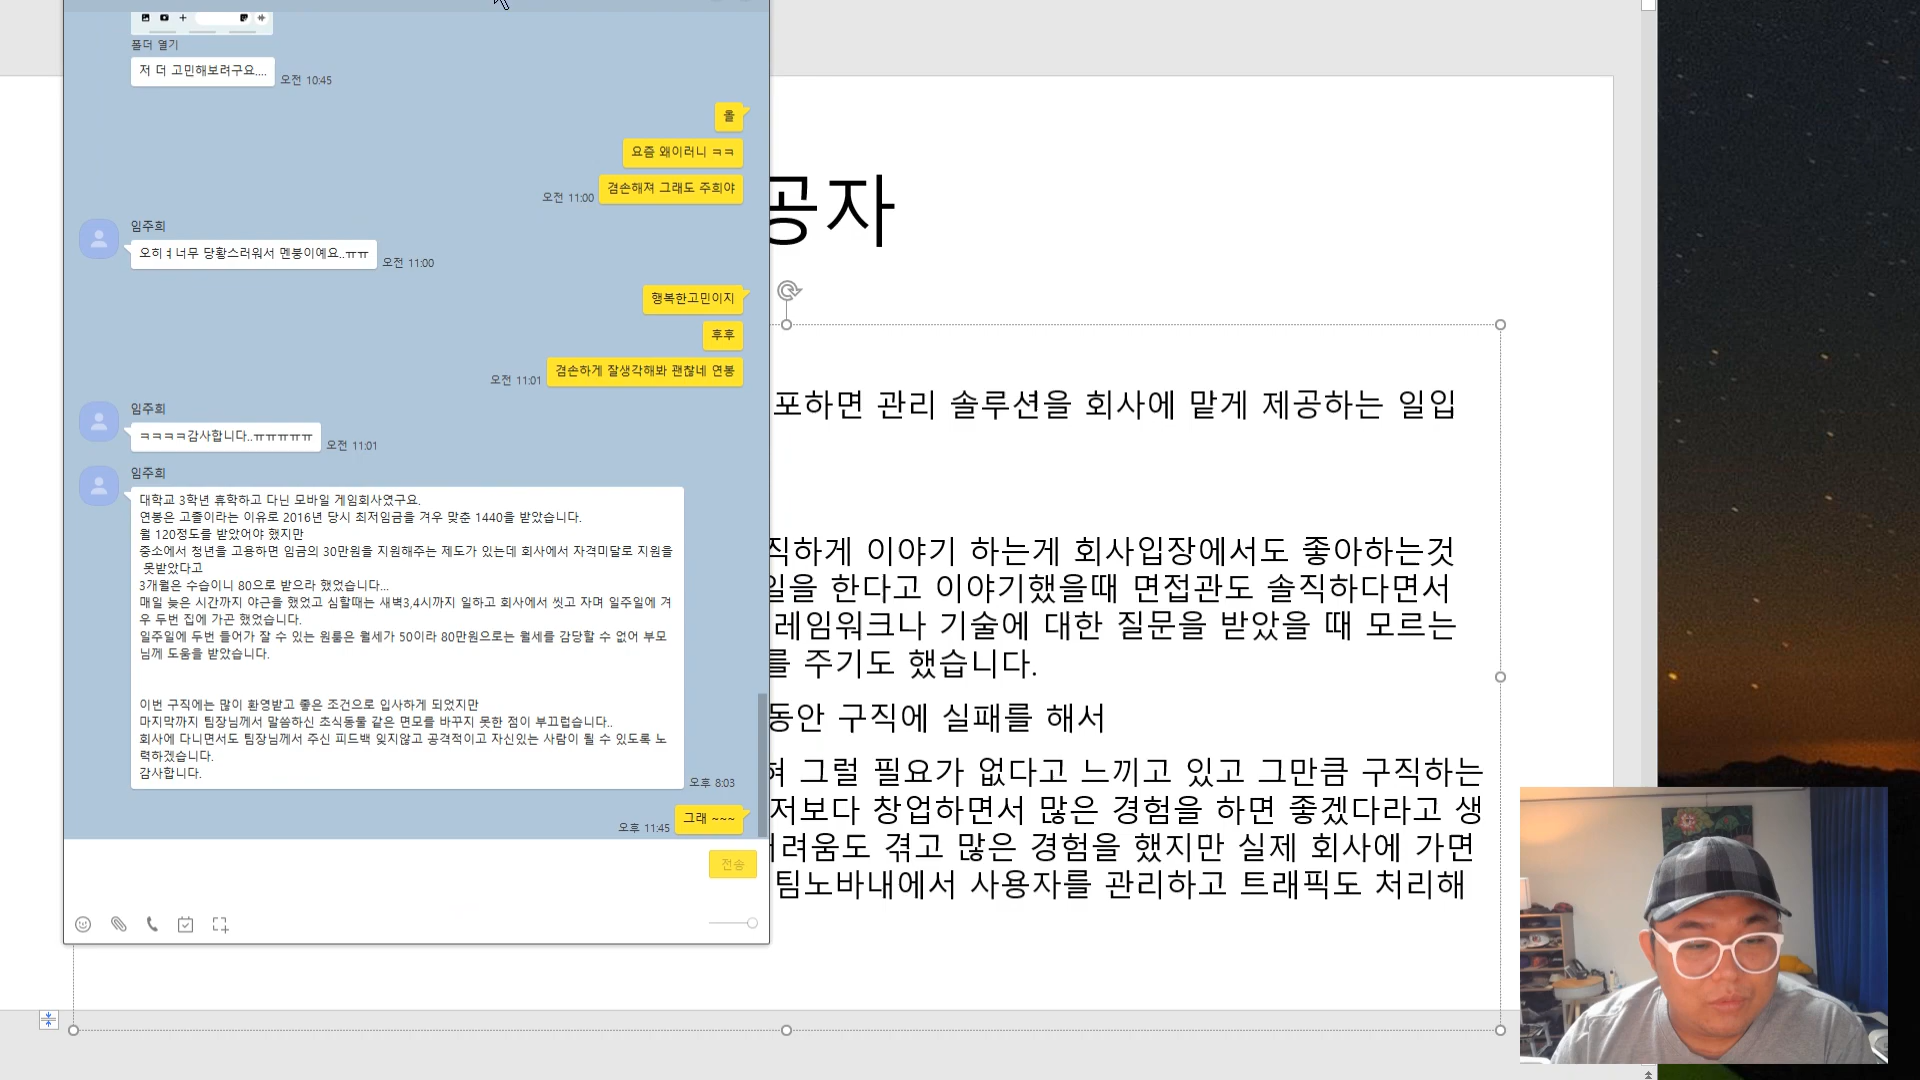 폴더 열기
저 더 고민해보려구요....
오전 10:45
올
요즘 왜이러니 ㅋㅋ
겸손해져 그래도 주희야
오전 11:00
임주희
오히ㅕ너무 당황스러워서 멘붕이예요..ㅠㅠ
오전 11:00
행복한고민이지
후후
겸손하게 잘생각해봐 괜찮네 연봉
오전 11:01
임주희
ㅋㅋㅋㅋ감사합니다..ㅠㅠㅠㅠㅠ
오전 11:01
임주희
대학교 3학년 휴학하고 다닌 모바일 게임회사였구요.
연봉은 고졸이라는 이유로 2016년 당시 최저임금을 겨우 맞춘 1440을 받았습니다.
월 120정도를 받았어야 했지만
중소에서 청년을 고용하면 임금의 30만원을 지원해주는 제도가 있는데 회사에서 자격미달로 지원을
못받았다고
3개월은 수습이니 80으로 받으라 했었습니다...
매일 늦은 시간까지 야근을 했었고 심할때는 새벽3,4시까지 일하고 회사에서 씻고 자며 일주일에 겨
우 두번 집에 가곤 했었습니다.
일주일에 두번 들어가 잘 수 있는 원룸은 월세가 50이라 80만원으로는 월세를 감당할 수 없어 부모
님께 도움을 받았습니다.
이번 구직에는 많이 환영받고 좋은 조건으로 입사하게 되었지만
마지막까지 팀장님께서 말씀하신 초식동물 같은 면모를 바꾸지 못한 점이 부끄럽습니다..
회사에 다니면서도 팀장님께서 주신 피드백 잊지않고 공격적이고 자신있는 사람이 될 수 있도록 노
력하겠습니다.
감사합니다.
오후 8:03
그래 ~~~
오후 11:45
전송
공자
포하면 관리 솔루션을 회사에 맡게 제공하는 일입
직하게 이야기 하는게 회사입장에서도 좋아하는것
일을 한다고 이야기했을때 면접관도 솔직하다면서
레임워크나 기술에 대한 질문을 받았을 때 모르는
를 주기도 했습니다.
동안 구직에 실패를 해서
혀 그럴 필요가 없다고 느끼고 있고 그만큼 구직하는
저보다 창업하면서 많은 경험을 하면 좋겠다라고 생
려움도 겪고 많은 경험을 했지만 실제 회사에 가면
팀노바내에서 사용자를 관리하고 트래픽도 처리해